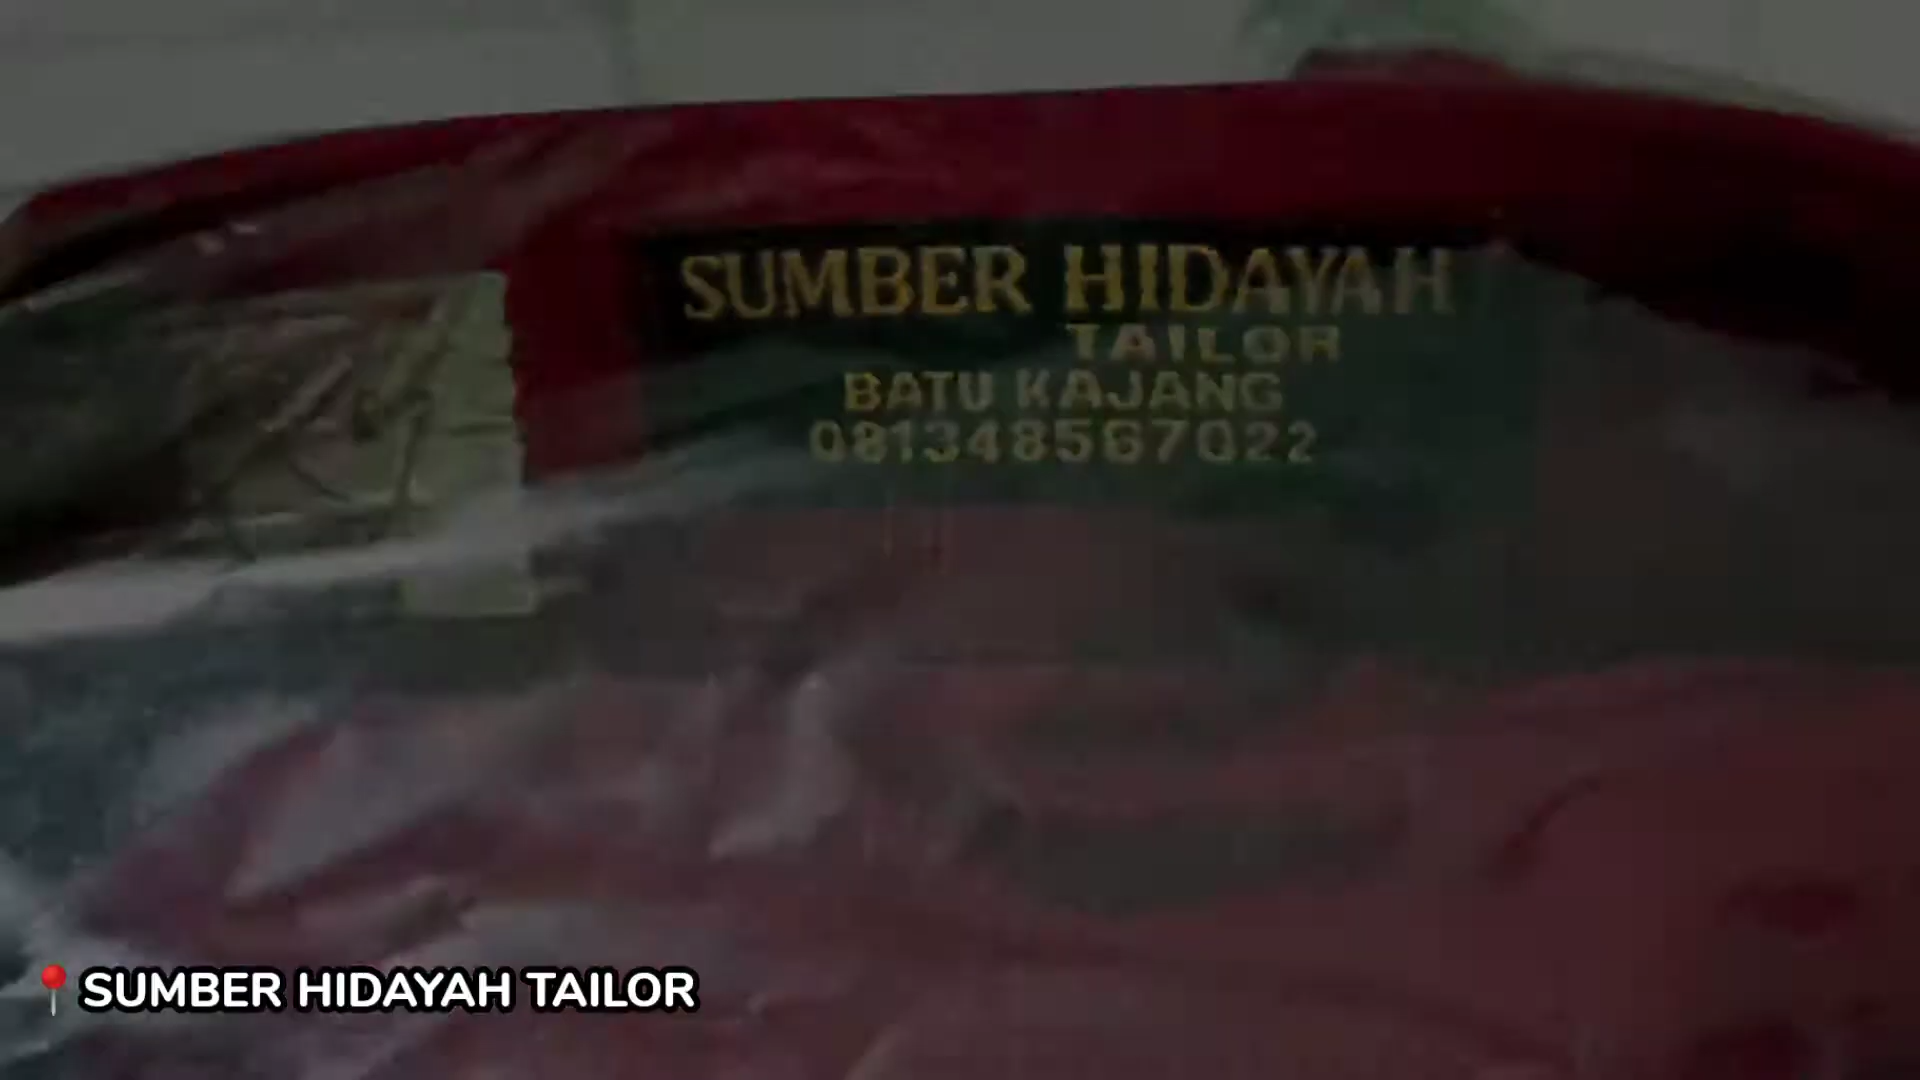 SUMBER HIDAYAH
TAILOR
BATU KAJANG
081348567022
📍SUMBER HIDAYAH TAILOR